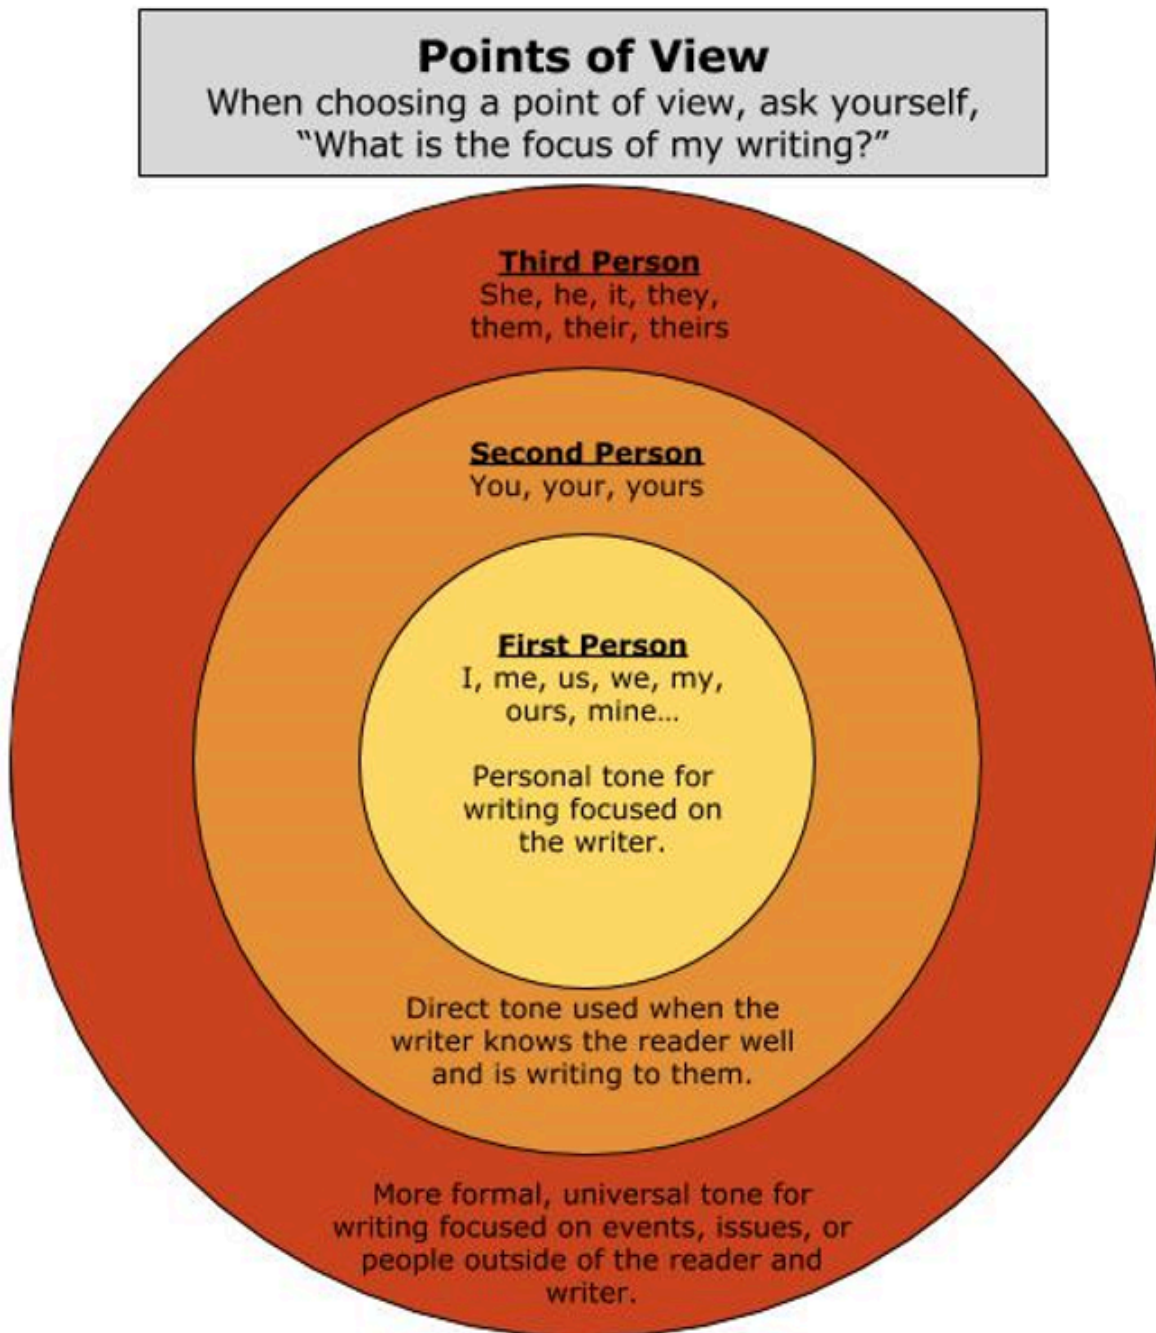 Points of View
When choosing a point of view, ask yourself,
“What is the focus of my writing?”
Third Person
She, he, it, they,
them, their, theirs
Second Person
You, your, yours
First Person
I, me, us, we, my,
ours, mine…
Personal tone for
writing focused on
the writer.
Direct tone used when the
writer knows the reader well
and is writing to them.
More formal, universal tone for
writing focused on events, issues, or
people outside of the reader and
writer.